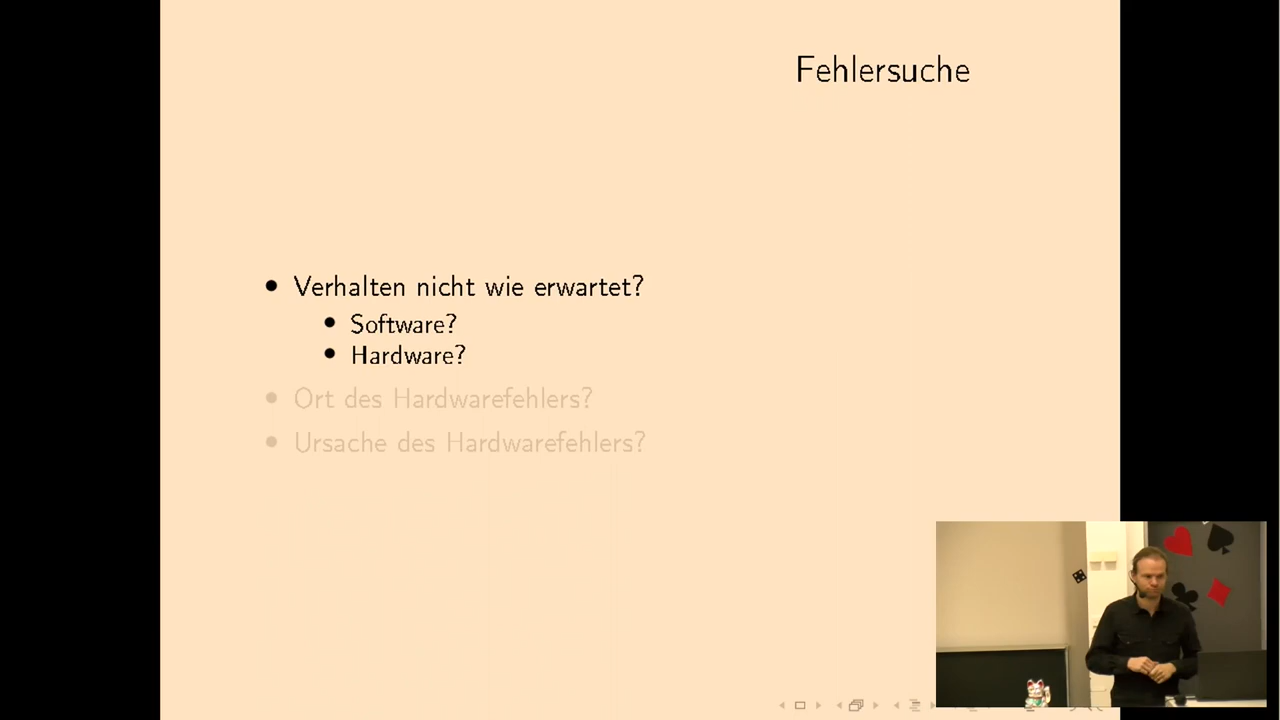 Fehlersuche
Verhalten nicht wie erwartet?
Software?
Hardware?
Ort des Hardwarefehlers?
Ursache des Hardwarefehlers?